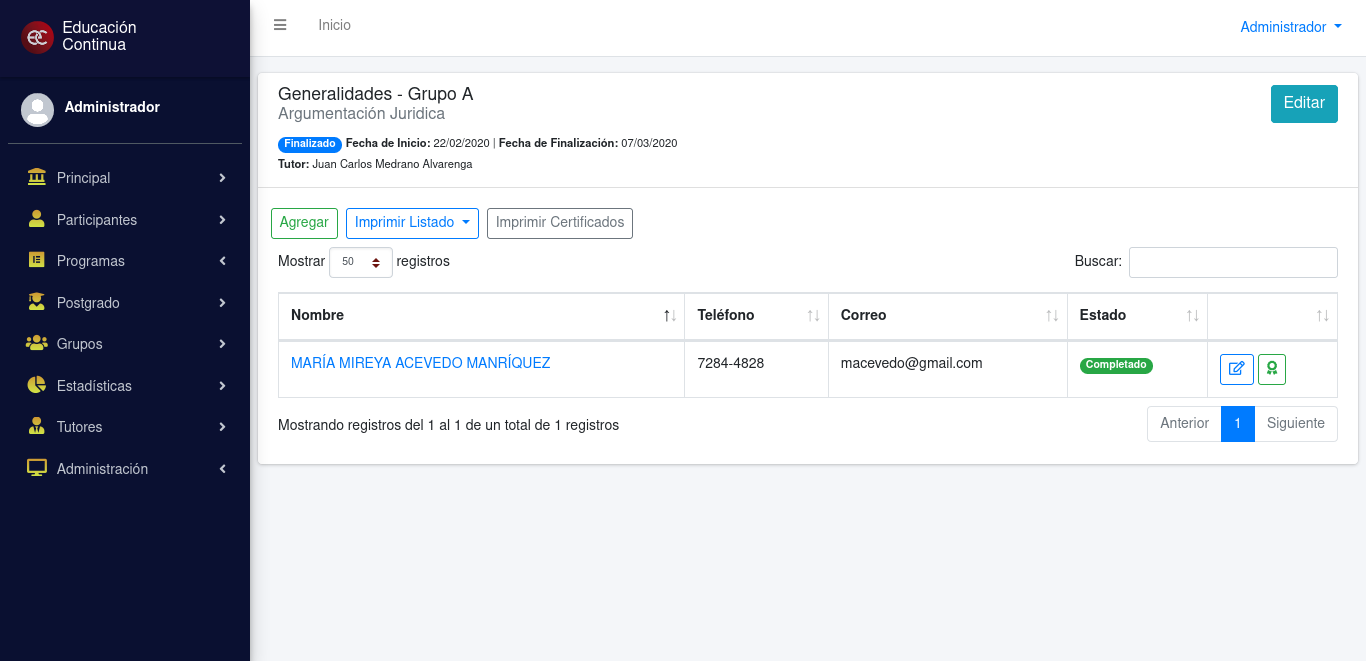 Educación
Continua
Inicio
Administrador
Administrador
Principal
Participantes
Programas
Postgrado
Grupos
Estadísticas
Tutores
Administración
Generalidades - Grupo A
Argumentación Juridica
Editar
Finalizado Fecha de Inicio: 22/02/2020 | Fecha de Finalización: 07/03/2020
Tutor: Juan Carlos Medrano Alvarenga
Agregar Imprimir Listado Imprimir Certificados
Mostrar 50 registros Buscar:
Nombre Teléfono Correo Estado
MARÍA MIREYA ACEVEDO MANRÍQUEZ 7284-4828 macevedo@gmail.com Completado
Mostrando registros del 1 al 1 de un total de 1 registros
Anterior 1 Siguiente